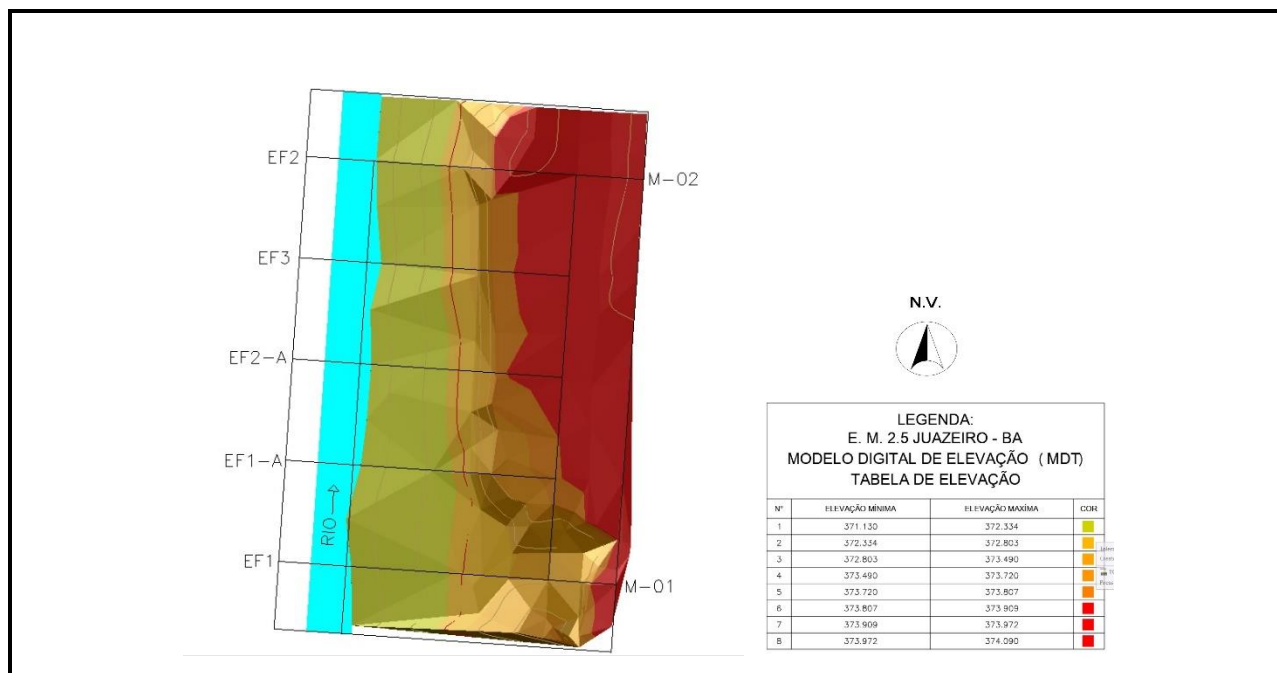 EF2
M-02
EF3
EF2-A
EF1-A
RIO
EF1
M-01
N.V.
LEGENDA:
E. M. 2.5 JUAZEIRO - BA
MODELO DIGITAL DE ELEVAÇÃO ( MDT)
TABELA DE ELEVAÇÃO
Nº ELEVAÇÃO MÍNIMA ELEVAÇÃO MAXÍMA COR
1 371.130 372.334
2 372.334 372.803
3 372.803 373.490
4 373.490 373.720
5 373.720 373.807
6 373.807 373.909
7 373.909 373.972
8 373.972 374.090